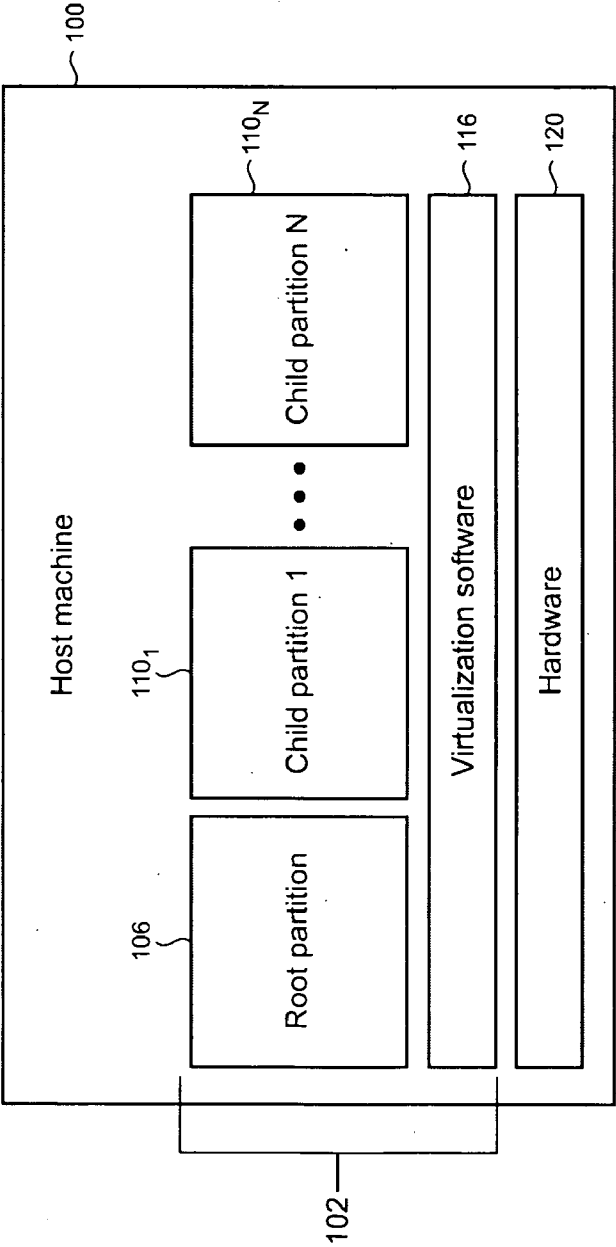 100
Host machine
106
110₁
110N
Root partition
Child partition 1
Child partition N
Virtualization software
116
Hardware
120
102